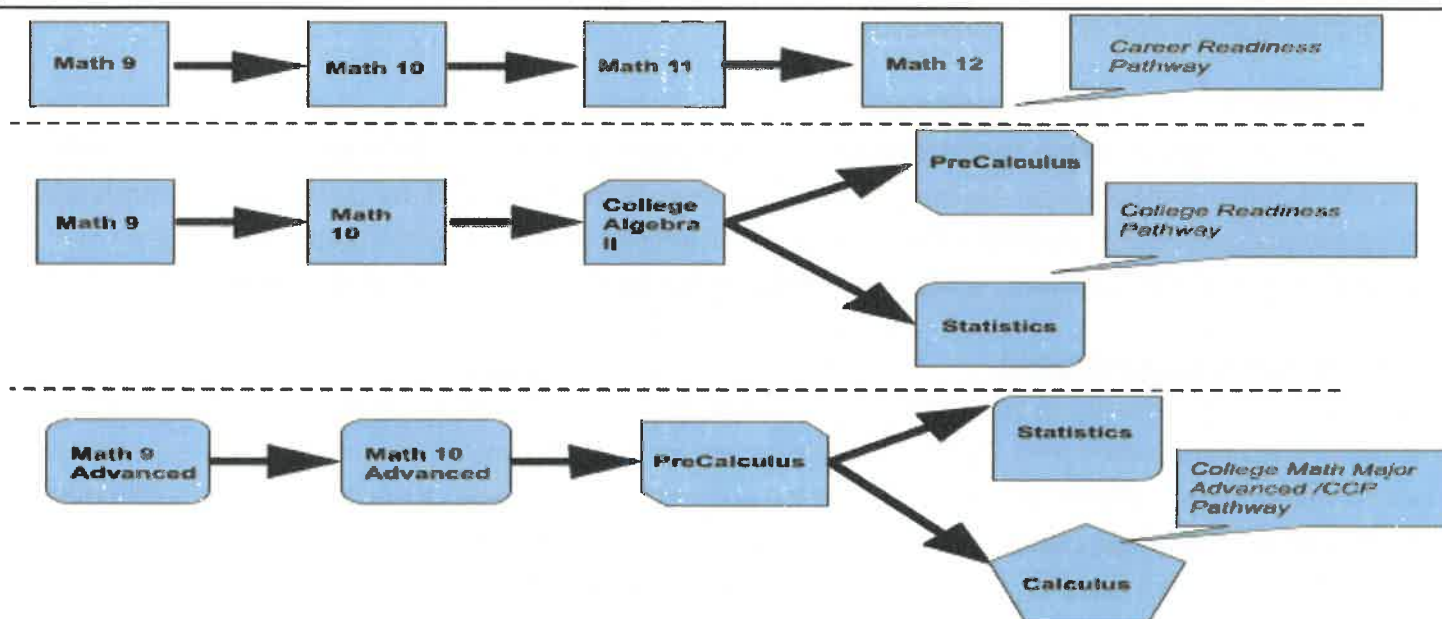 Math 9
Math 10
Math 11
Math 12
Career Readiness
Pathway
Math 9
Math
10
College
Algebra
II
PreCalculus
College Readiness
Pathway
Statistics
Math 9
Advanced
Math 10
Advanced
PreCalculus
Statistics
College Math Major
Advanced /CCP
Pathway
Calculus